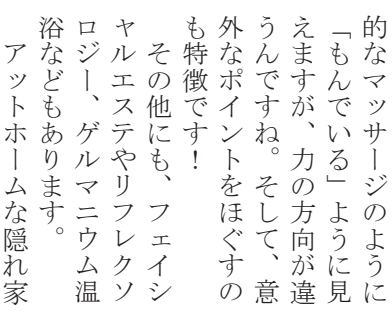 的なマッサージのように
「もんでいる」ように見
えますが、力の方向が違
うんですね。そして、意
外なポイントをほぐすの
も特徴です！
　その他にも、フェイシ
ャルエステやリフレクソ
ロジー、ゲルマニウム温
浴などもあります。
　アットホームな隠れ家